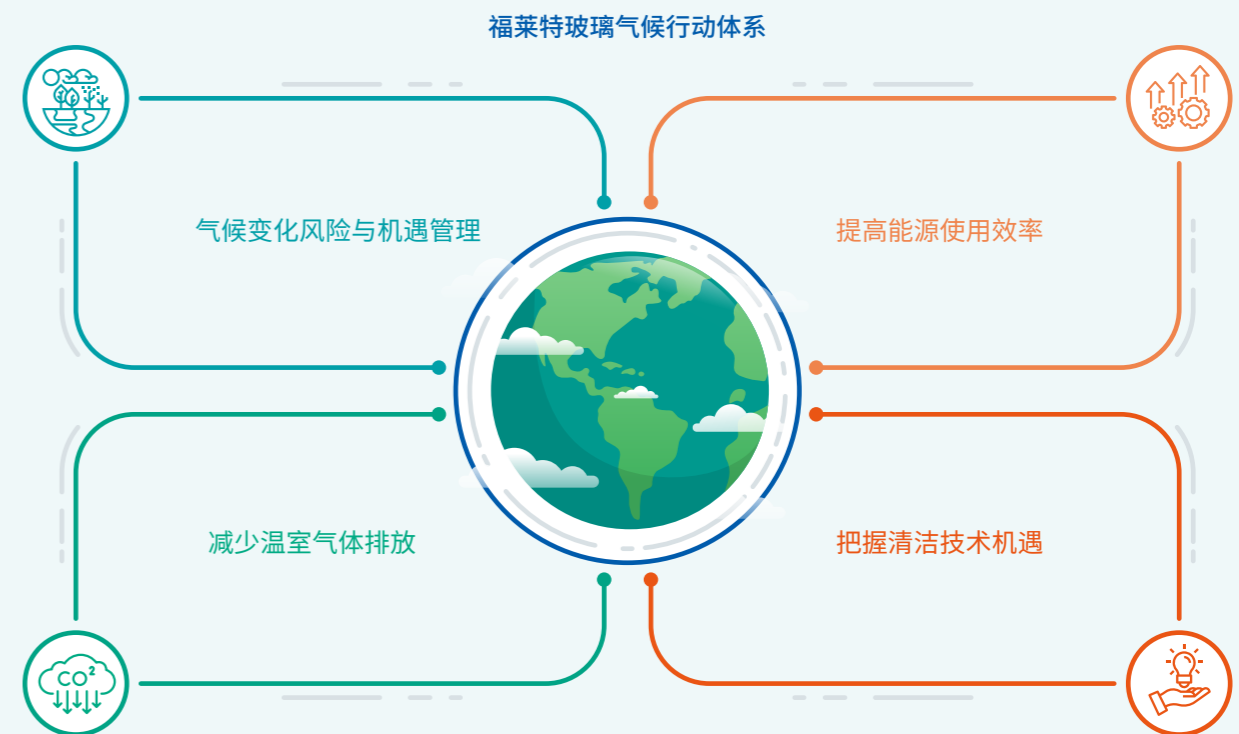 福莱特玻璃气候行动体系
气候变化风险与机遇管理
提高能源使用效率
减少温室气体排放
把握清洁技术机遇
CO²